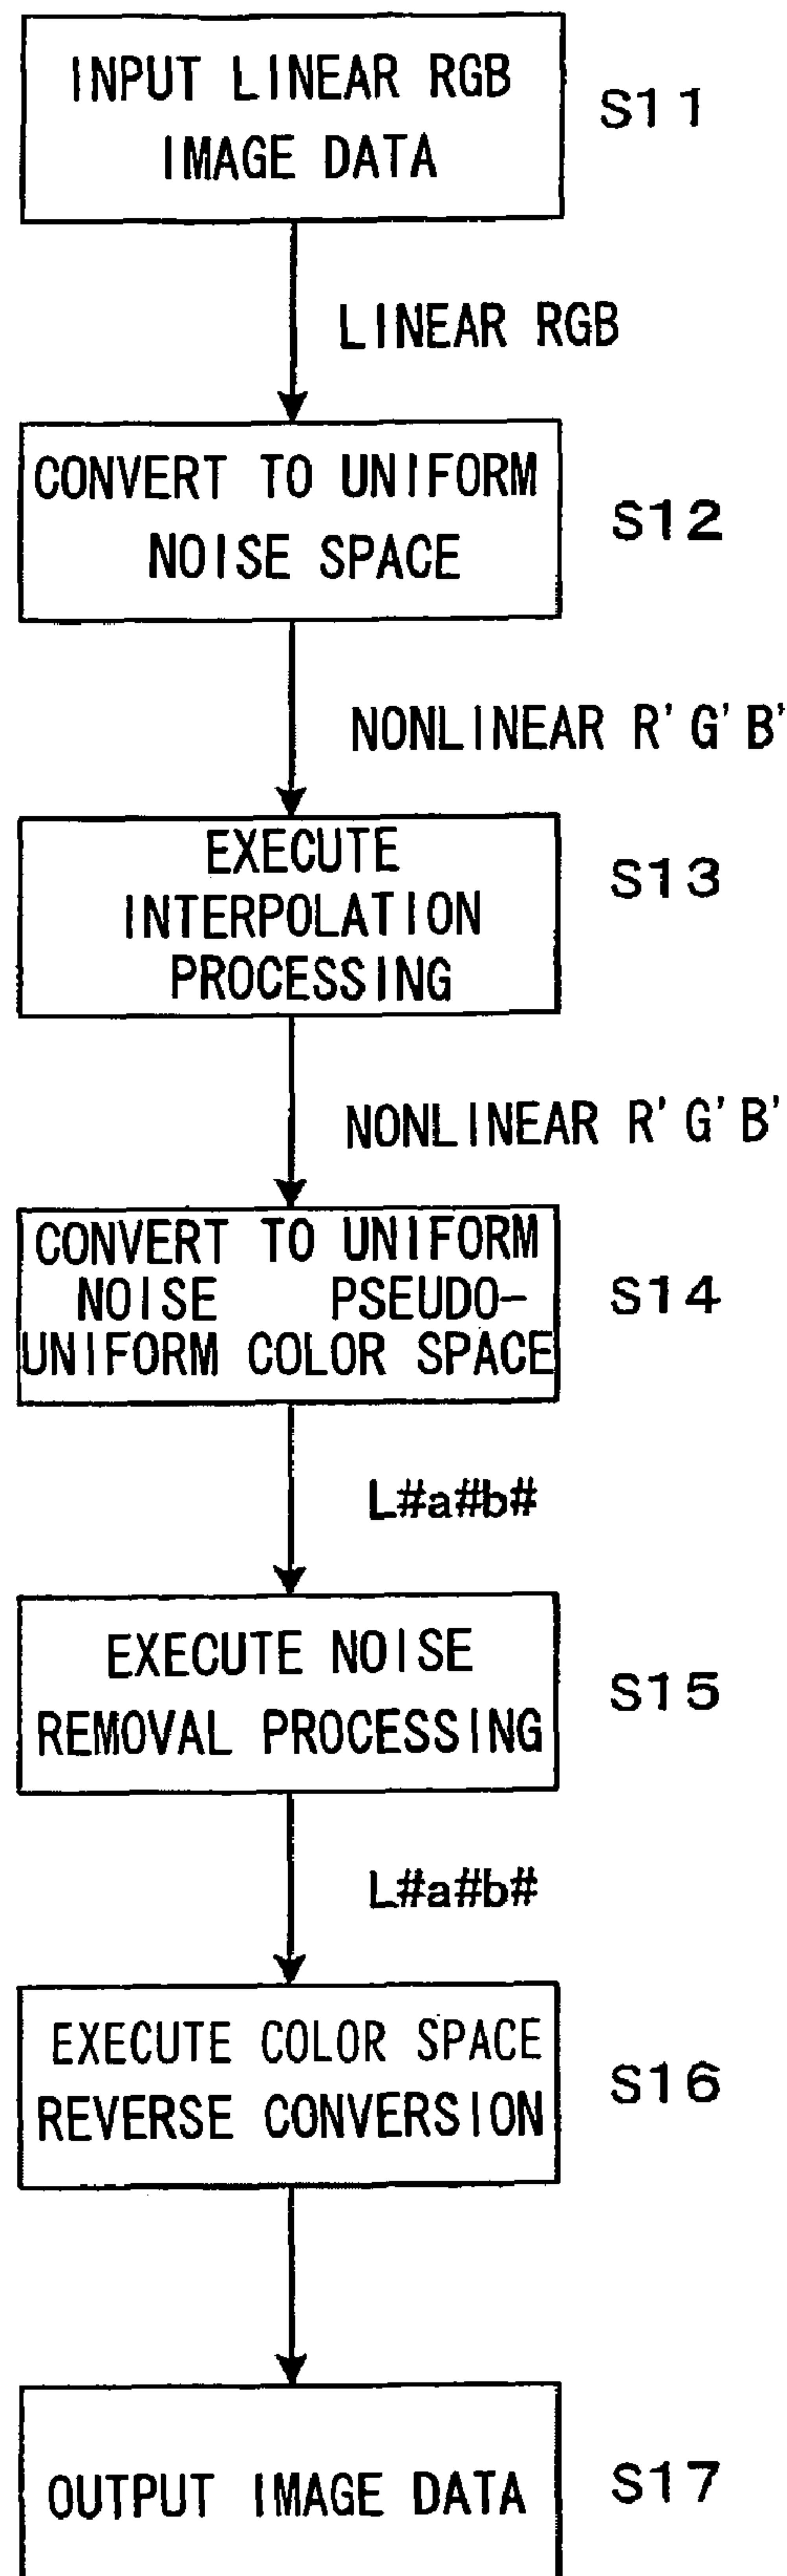 INPUT LINEAR RGB
IMAGE DATA
S11
LINEAR RGB
CONVERT TO UNIFORM
NOISE SPACE
S12
NONLINEAR R'G'B'
EXECUTE
INTERPOLATION
PROCESSING
S13
NONLINEAR R'G'B'
CONVERT TO UNIFORM
NOISE PSEUDO-
UNIFORM COLOR SPACE
S14
L#a#b#
EXECUTE NOISE
REMOVAL PROCESSING
S15
L#a#b#
EXECUTE COLOR SPACE
REVERSE CONVERSION
S16
OUTPUT IMAGE DATA
S17